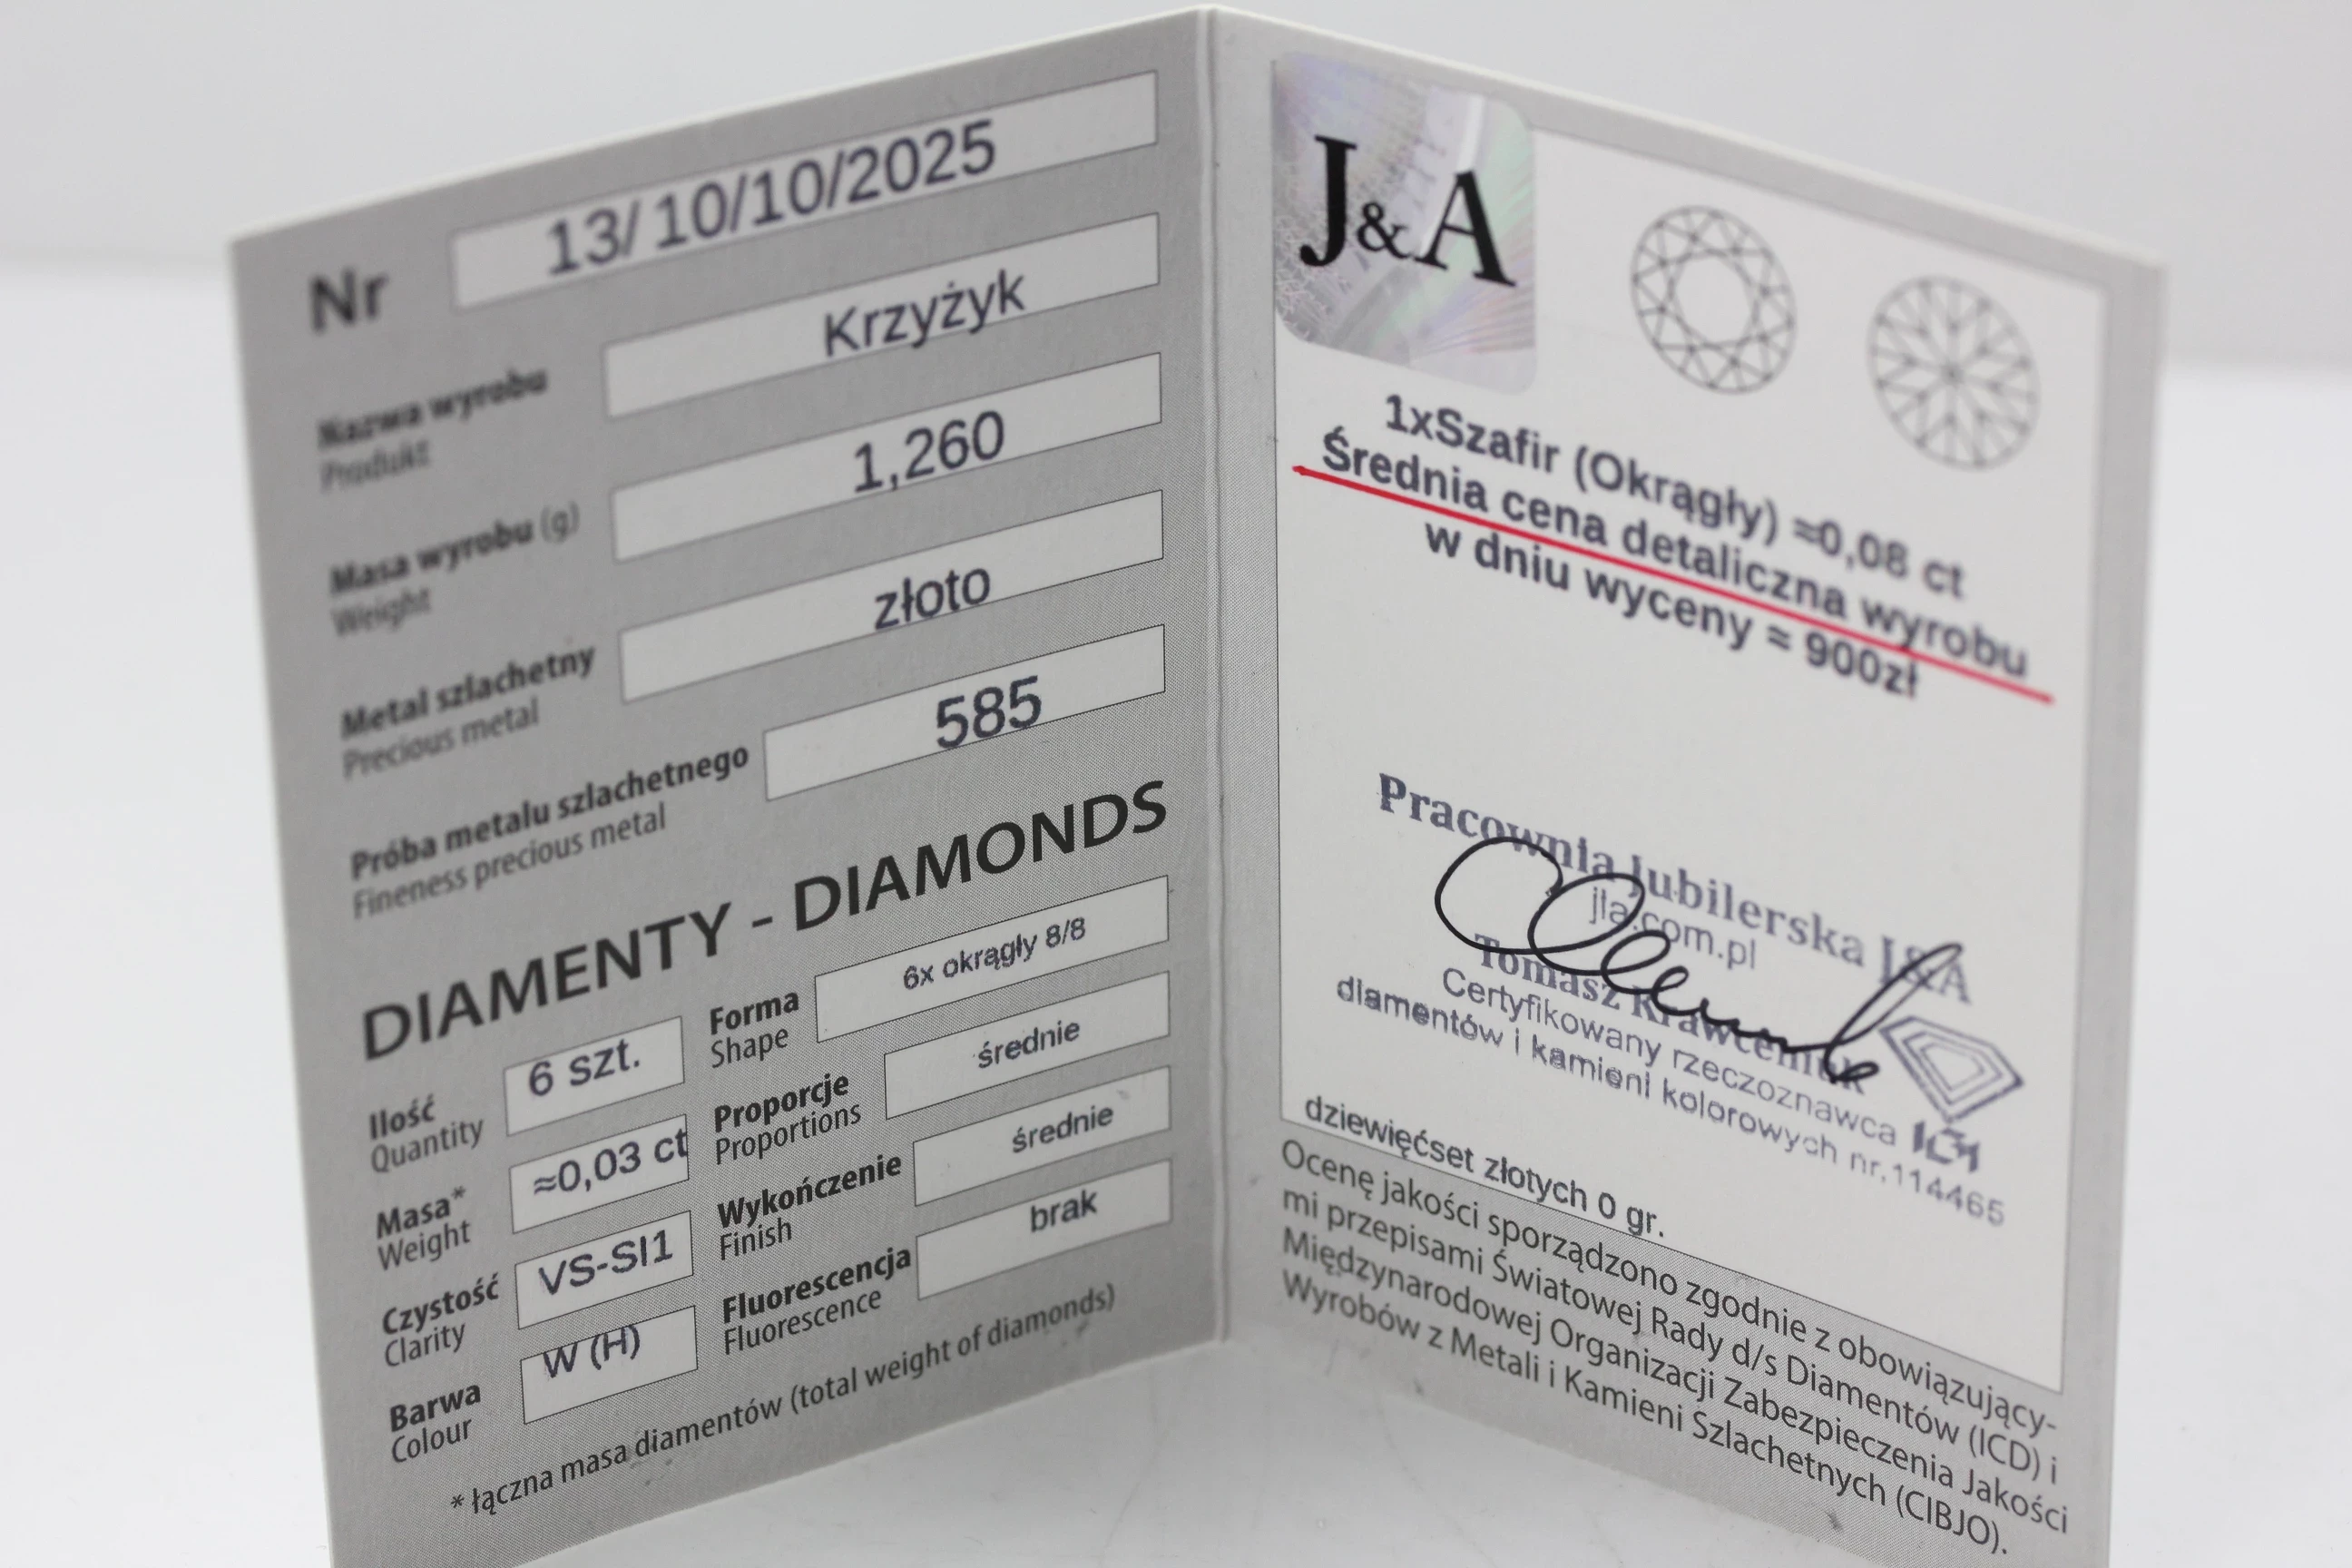 Nr 13/10/10/2025
Nazwa wyrobu Krzyżyk
Produkt
Masa wyrobu (g) 1,260
Weight
Metal szlachetny złoto
Precious metal
Próba metalu szlachetnego 585
Fineness precious metal
DIAMENTY - DIAMONDS
Ilość 6 szt.
Quantity
Masa* ≈0,03 ct
Weight
Czystość VS-SI1
Clarity
Barwa W (H)
Colour
Forma 6x okrągły 8/8
Shape
Proporcje średnie
Proportions
Wykończenie średnie
Finish
Fluorescencja brak
Fluorescence
* łączna masa diamentów (total weight of diamonds)
J&A
1xSzafir (Okrągły) ≈0,08 ct
Średnia cena detaliczna wyrobu
w dniu wyceny ≈ 900zł
Pracownia Jubilerska J&A
jla.com.pl
Tomasz Krawceniuk
Certyfikowany rzeczoznawca
diamentów i kamieni kolorowych nr.114465
dziewięćset złotych 0 gr.
Ocenę jakości sporządzono zgodnie z obowiązujący-
mi przepisami Światowej Rady d/s Diamentów (ICD) i
Międzynarodowej Organizacji Zabezpieczenia Jakości
Wyrobów z Metali i Kamieni Szlachetnych (CIBJO).